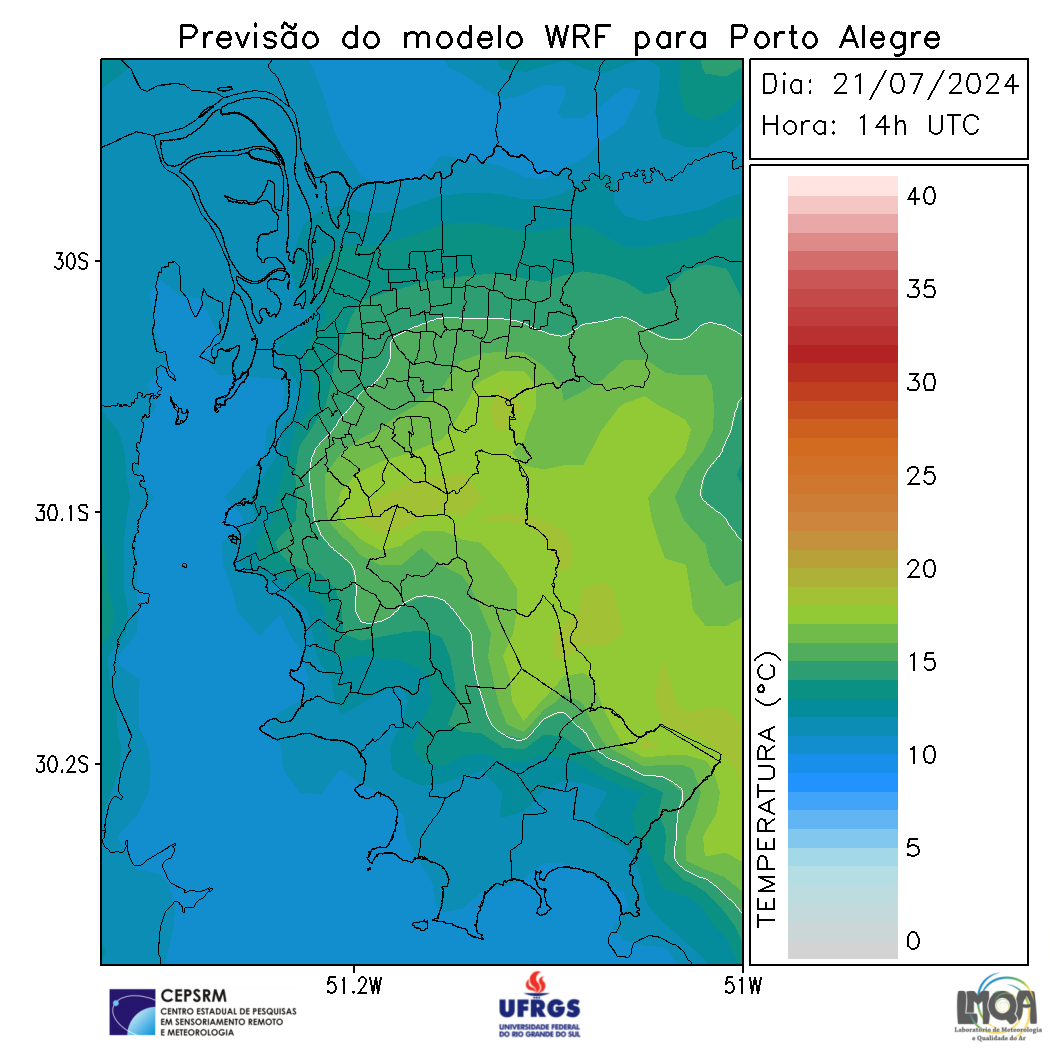 Previsão do modelo WRF para Porto Alegre
Dia: 21/07/2024
Hora: 14h UTC
40
35
30
25
20
15
10
5
0
TEMPERATURA (°C)
30S
30.1S
30.2S
51.2W
51W
CEPSRM
CENTRO ESTADUAL DE PESQUISAS
EM SENSORIAMENTO REMOTO
E METEOROLOGIA
UFRGS
UNIVERSIDADE FEDERAL
DO RIO GRANDE DO SUL
LMQA
Laboratório de Meteorologia
e Qualidade do Ar